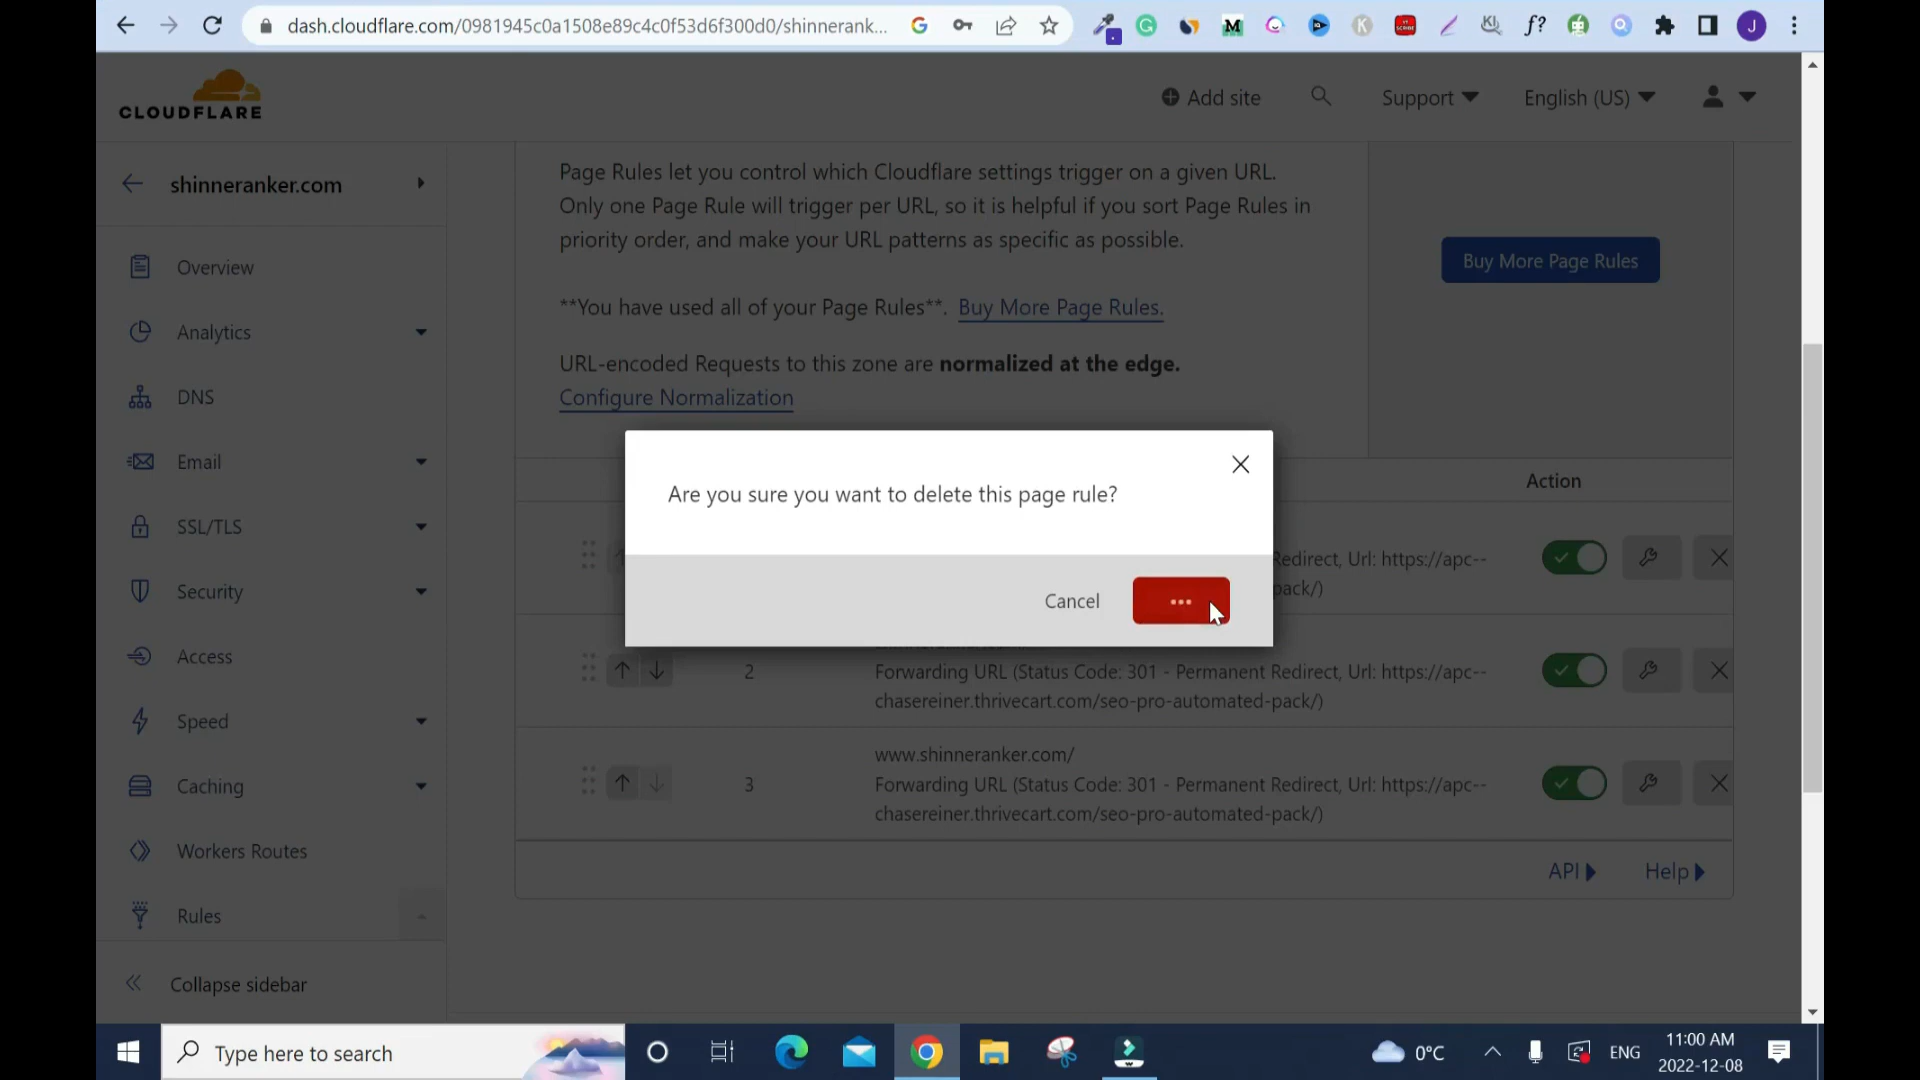 dash.cloudflare.com/0981945c0a1508e89c4c0f53d6f300d0/shinnerank...
J
CLOUDFLARE
Add site
Support
English (US)
shinneranker.com
Overview
Analytics
DNS
Email
SSL/TLS
Security
Access
Speed
Caching
Workers Routes
Rules
Collapse sidebar
Page Rules let you control which Cloudflare settings trigger on a given URL.
Only one Page Rule will trigger per URL, so it is helpful if you sort Page Rules in
priority order, and make your URL patterns as specific as possible.
**You have used all of your Page Rules**. Buy More Page Rules.
URL-encoded Requests to this zone are normalized at the edge.
Configure Normalization
Buy More Page Rules
Action
Are you sure you want to delete this page rule?
Cancel
Redirect, Url: https://apc--
pack/)
2
Forwarding URL (Status Code: 301 - Permanent Redirect, Url: https://apc--
chasereiner.thrivecart.com/seo-pro-automated-pack/)
3
www.shinneranker.com/
Forwarding URL (Status Code: 301 - Permanent Redirect, Url: https://apc--
chasereiner.thrivecart.com/seo-pro-automated-pack/)
API
Help
Type here to search
0°C
ENG
11:00 AM
2022-12-08